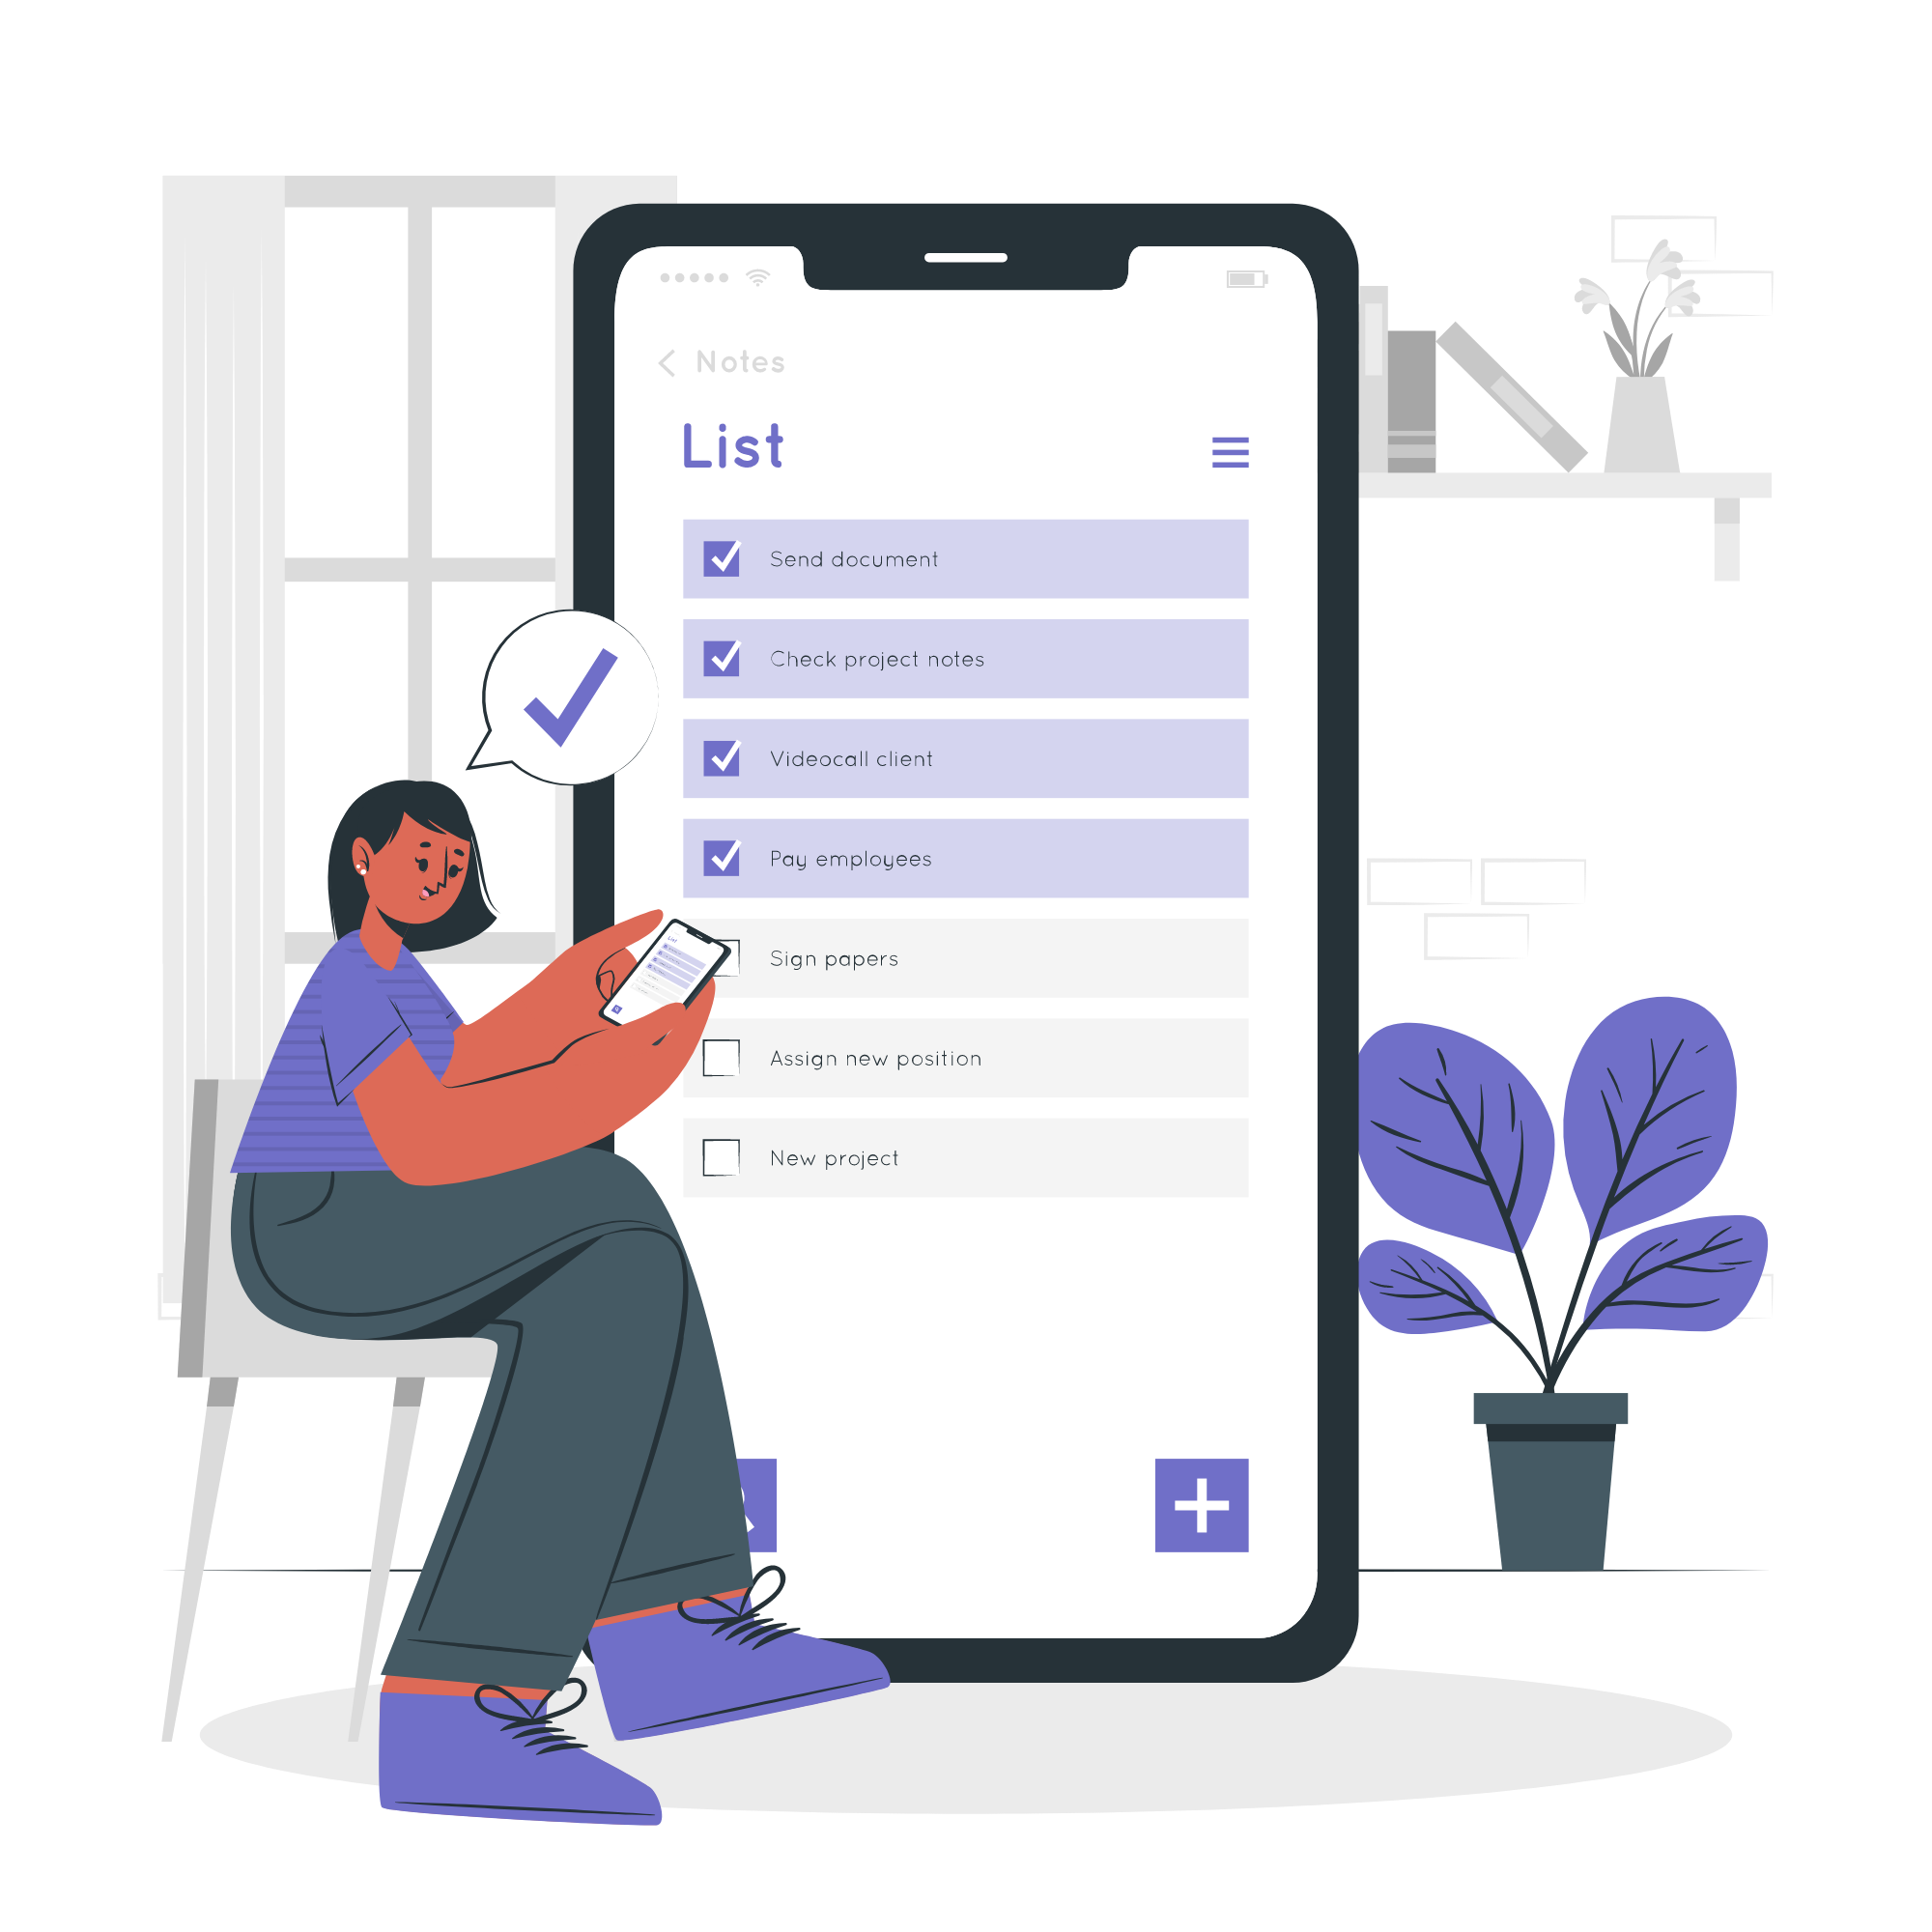 Notes
List
Send document
Check project notes
Videocall client
Pay employees
Sign papers
Assign new position
New project